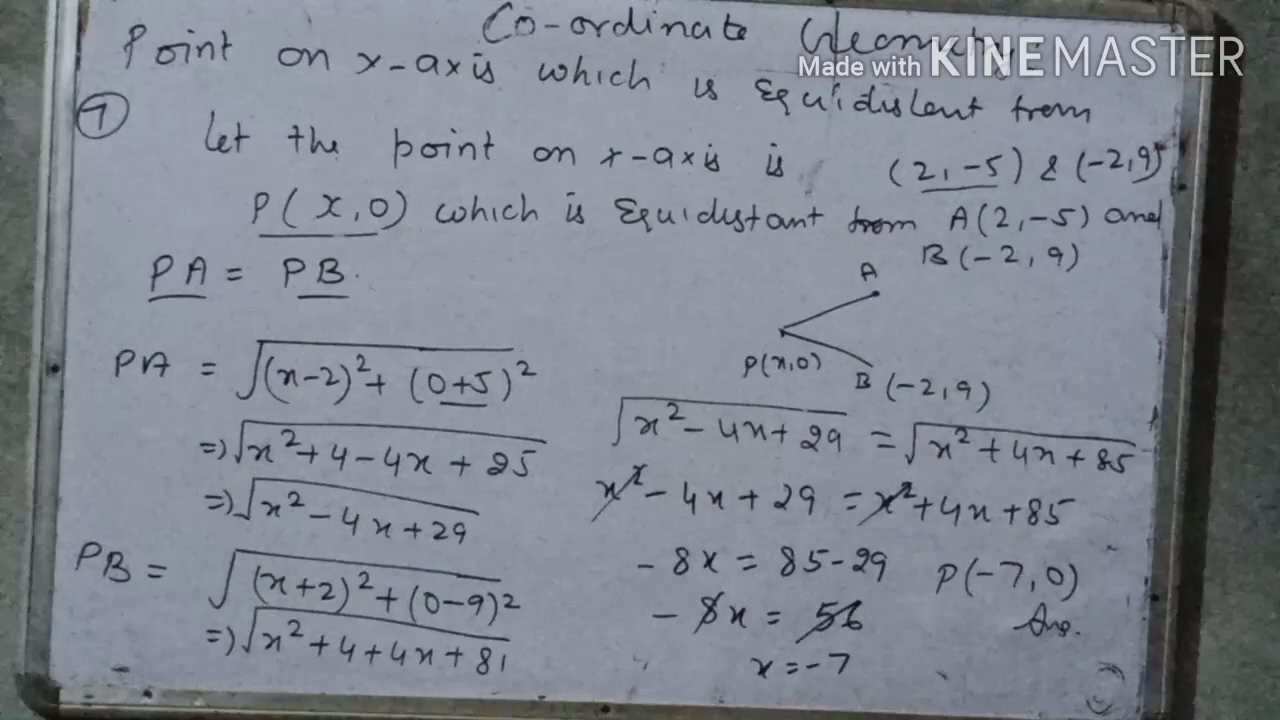 Co-ordinate Geometry
Made with KINEMASTER
Point on x-axis which is Equidistent from
(2, -5) & (-2, 9)
7
Let the point on x-axis is
P(x, 0) which is Equidistant from A(2, -5) and
B(-2, 9)
PA = PB.
A
P(x, 0)
B (-2, 9)
PA = √(x-2)²+ (0+5)²
=> √x²+4-4x+25
=> √x²-4x+29
PB = √(x+2)²+(0-9)²
=> √x²+4+4x+81
√x²-4x+29 = √x²+4x+85
x²-4x+29 = x²+4x+85
-8x = 85-29
-8x = 56
x=-7
P(-7, 0)
Ans.